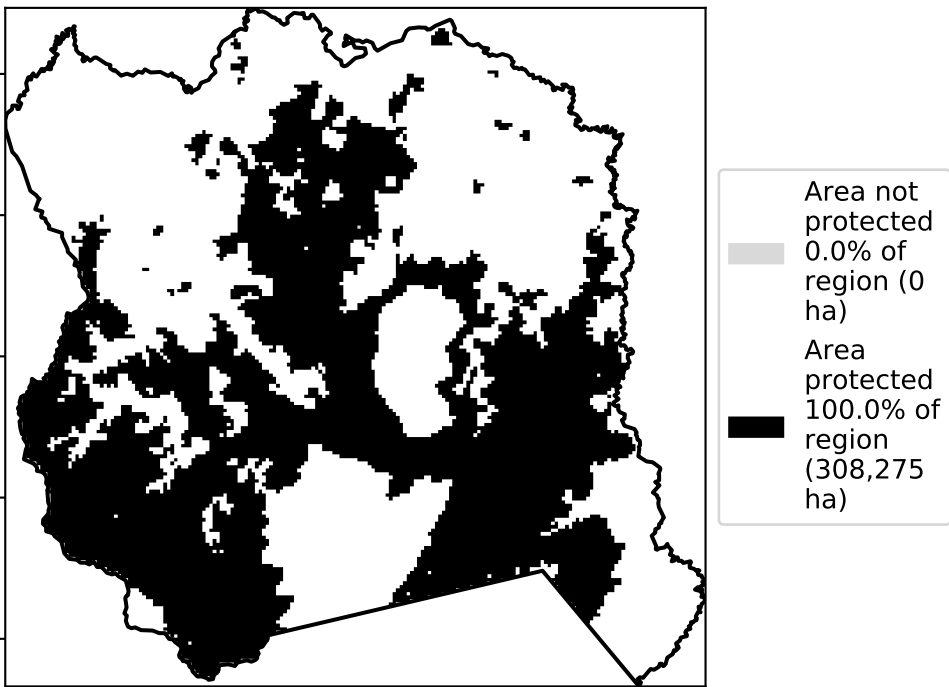 Area not
protected
0.0% of
region (0
ha)
Area
protected
100.0% of
region
(308,275
ha)